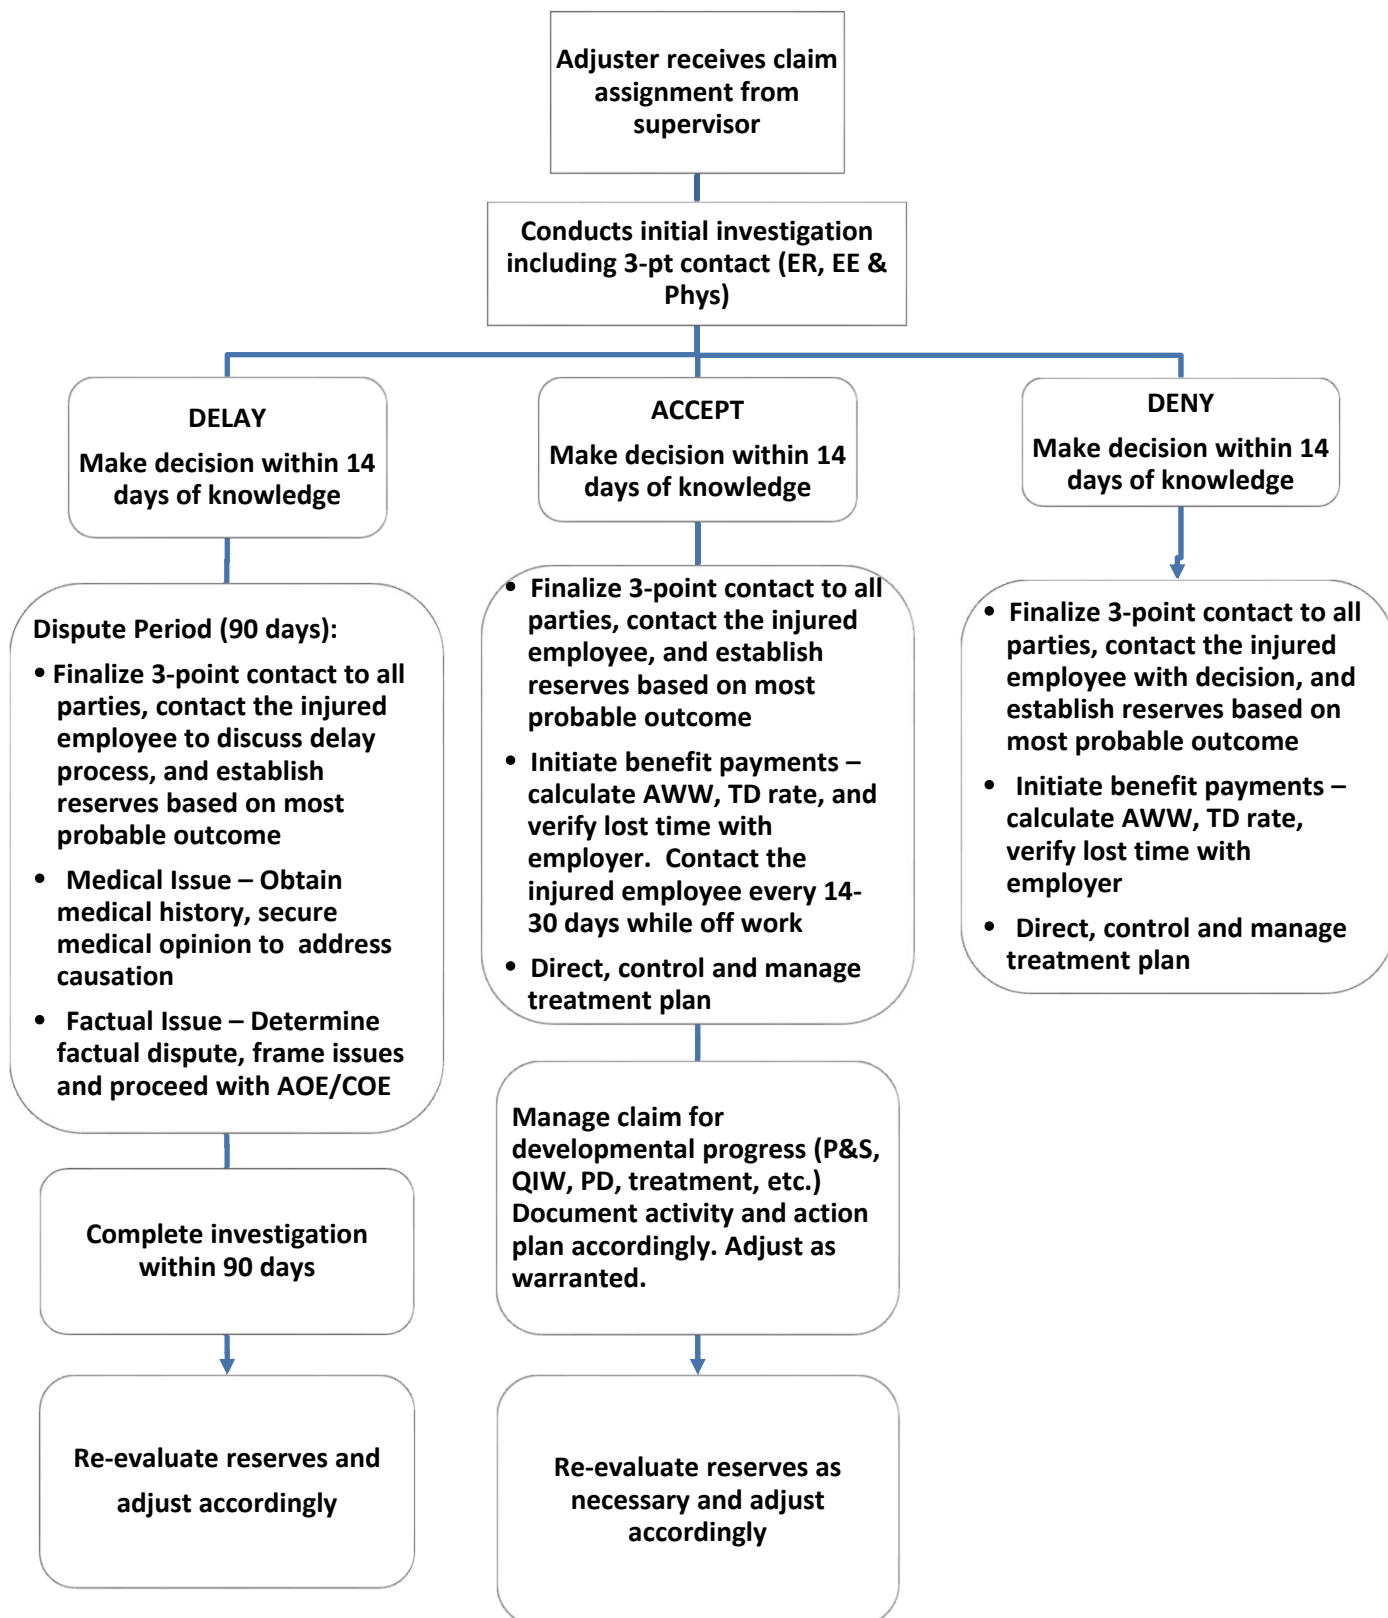 Adjuster receives claim
assignment from
supervisor
Conducts initial investigation
including 3-pt contact (ER, EE &
Phys)
DELAY
Make decision within 14
days of knowledge
ACCEPT
Make decision within 14
days of knowledge
DENY
Make decision within 14
days of knowledge
Dispute Period (90 days):
• Finalize 3-point contact to all
parties, contact the injured
employee to discuss delay
process, and establish
reserves based on most
probable outcome
• Medical Issue – Obtain
medical history, secure
medical opinion to address
causation
• Factual Issue – Determine
factual dispute, frame issues
and proceed with AOE/COE
• Finalize 3-point contact to all
parties, contact the injured
employee, and establish
reserves based on most
probable outcome
• Initiate benefit payments –
calculate AWW, TD rate, and
verify lost time with
employer. Contact the
injured employee every 14-
30 days while off work
• Direct, control and manage
treatment plan
• Finalize 3-point contact to all
parties, contact the injured
employee with decision, and
establish reserves based on
most probable outcome
• Initiate benefit payments –
calculate AWW, TD rate,
verify lost time with
employer
• Direct, control and manage
treatment plan
Complete investigation
within 90 days
Manage claim for
developmental progress (P&S,
QIW, PD, treatment, etc.)
Document activity and action
plan accordingly. Adjust as
warranted.
Re-evaluate reserves and
adjust accordingly
Re-evaluate reserves as
necessary and adjust
accordingly